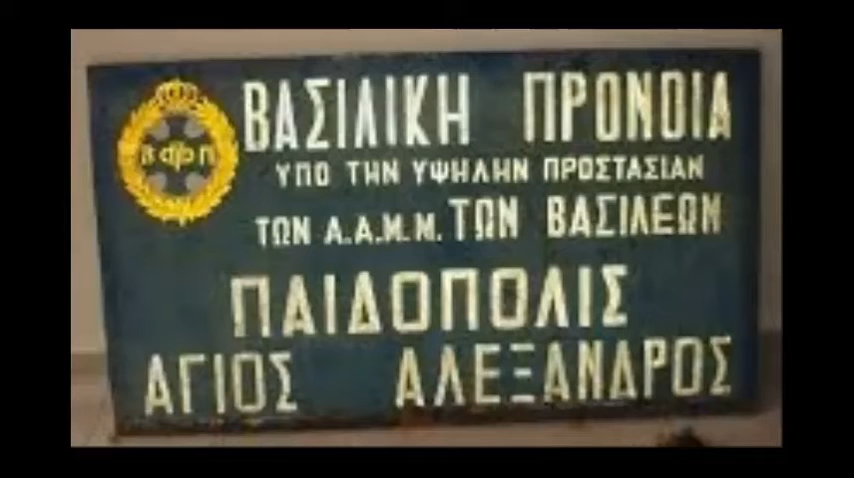 ΒΑΣΙΛΙΚΗ ΠΡΟΝΟΙΑ
ΥΠΟ ΤΗΝ ΥΨΗΛΗΝ ΠΡΟΣΤΑΣΙΑΝ
ΤΩΝ Α.Α.Μ.Μ. ΤΩΝ ΒΑΣΙΛΕΩΝ
ΠΑΙΔΟΠΟΛΙΣ
ΑΓΙΟΣ ΑΛΕΞΑΝΔΡΟΣ